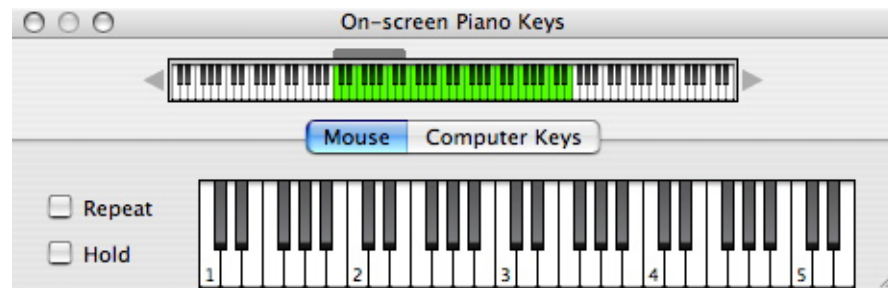 On-screen Piano Keys
Mouse Computer Keys
Repeat
Hold
1 2 3 4 5